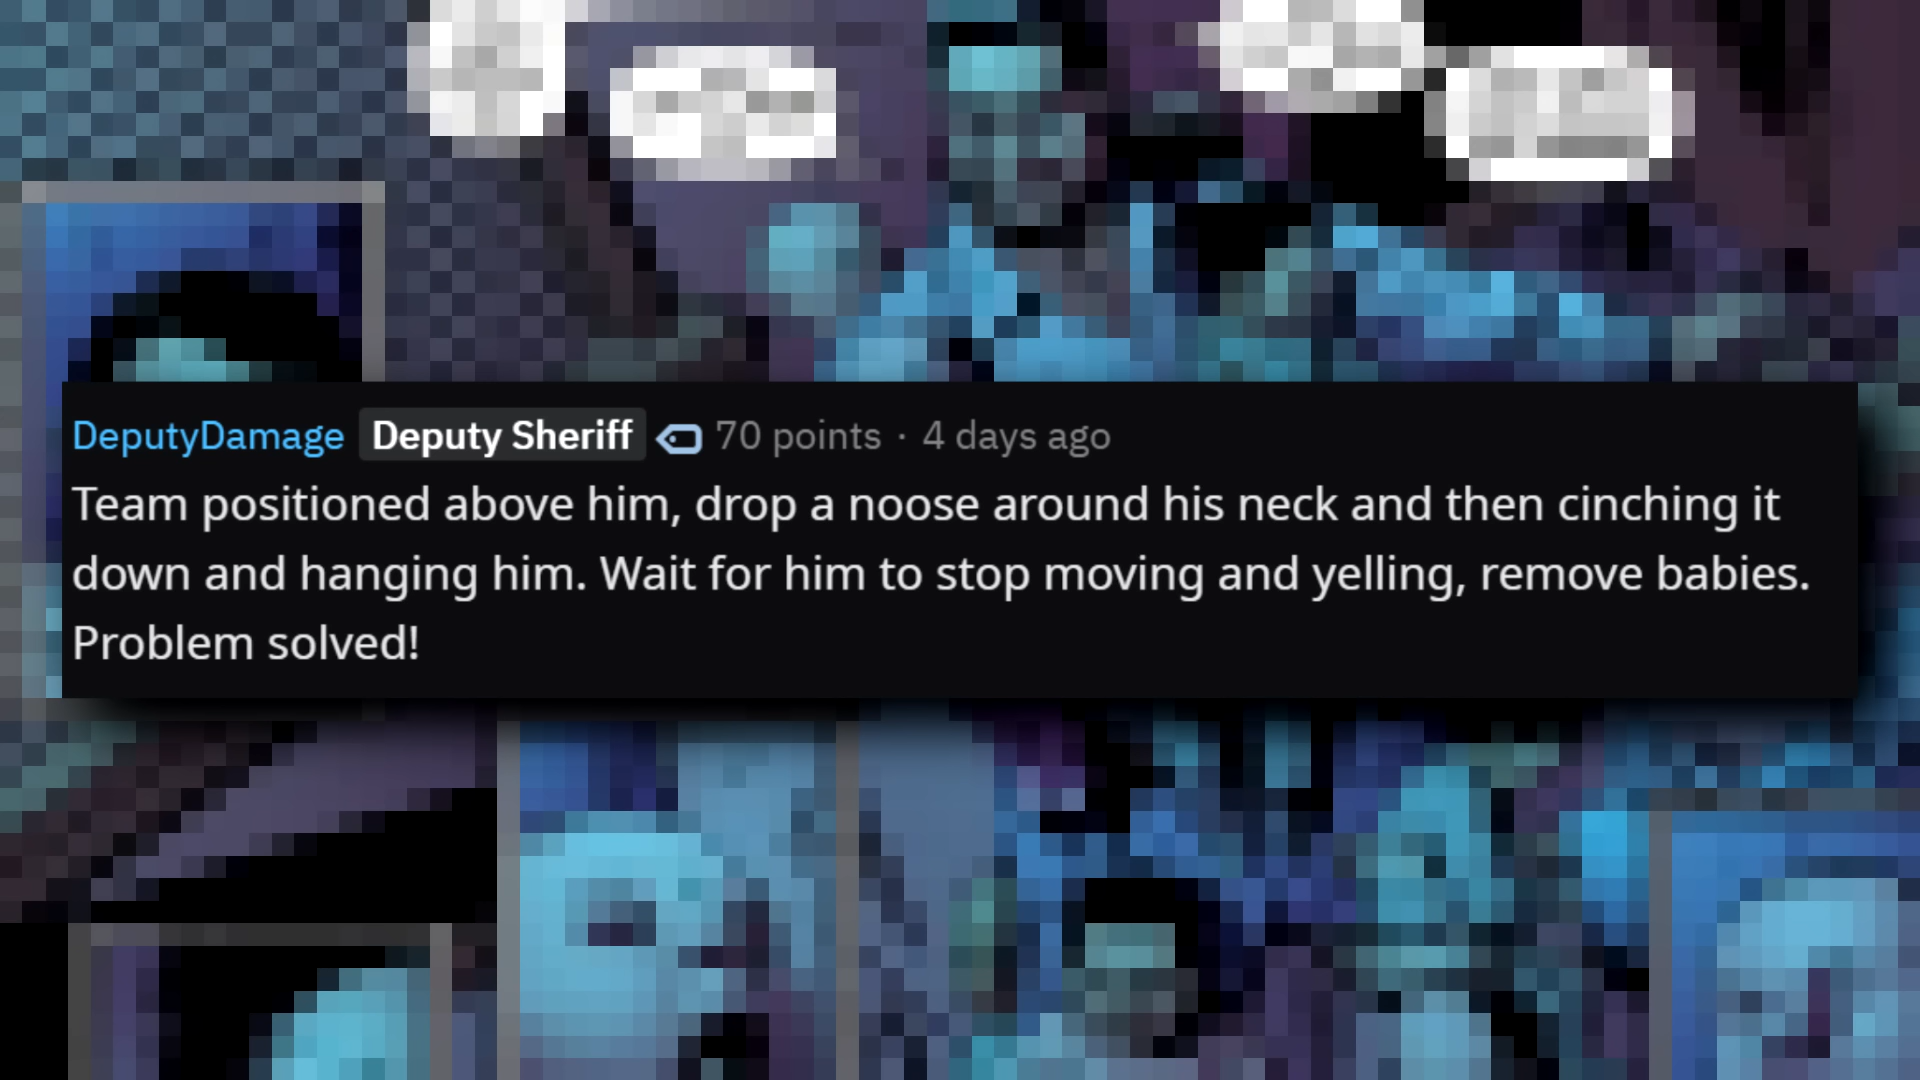 DeputyDamage Deputy Sheriff 70 points · 4 days ago
Team positioned above him, drop a noose around his neck and then cinching it
down and hanging him. Wait for him to stop moving and yelling, remove babies.
Problem solved!